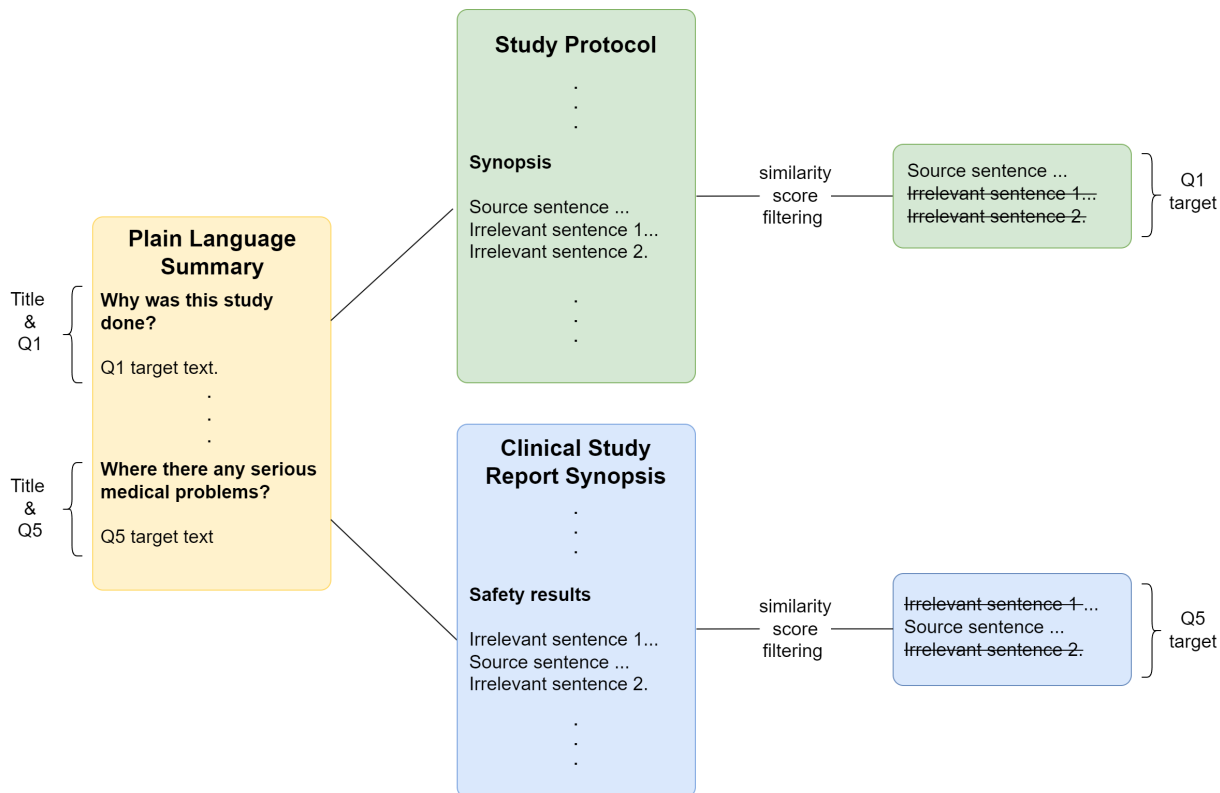 Title
&
Q1
Title
&
Q5
Plain Language
Summary
Why was this study
done?
Q1 target text.
.
.
.
Where there any serious
medical problems?
Q5 target text
Study Protocol
.
.
.
Synopsis
Source sentence ...
Irrelevant sentence 1...
Irrelevant sentence 2.
.
.
.
similarity
score
filtering
Source sentence ...
Irrelevant sentence 1...
Irrelevant sentence 2.
Q1
target
Clinical Study
Report Synopsis
.
.
.
Safety results
Irrelevant sentence 1...
Source sentence ...
Irrelevant sentence 2.
.
.
.
similarity
score
filtering
Irrelevant sentence 1 ...
Source sentence ...
Irrelevant sentence 2.
Q5
target